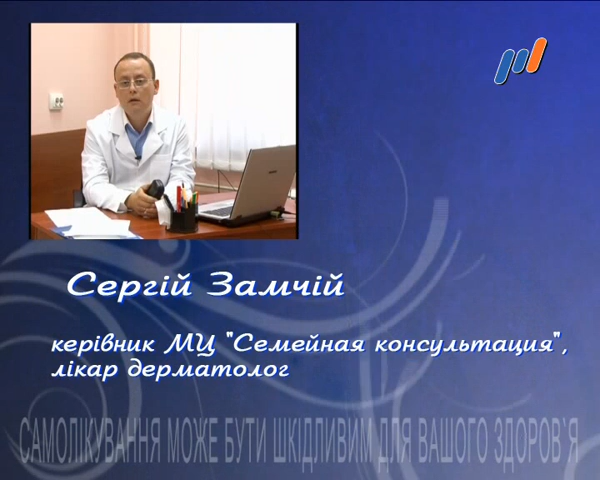 Сергій Замчій
керівник МЦ "Семейная консультация",
лікар дерматолог
САМОЛІКУВАННЯ МОЖЕ БУТИ ШКІДЛИВИМ ДЛЯ ВАШОГО ЗДОРОВ`Я